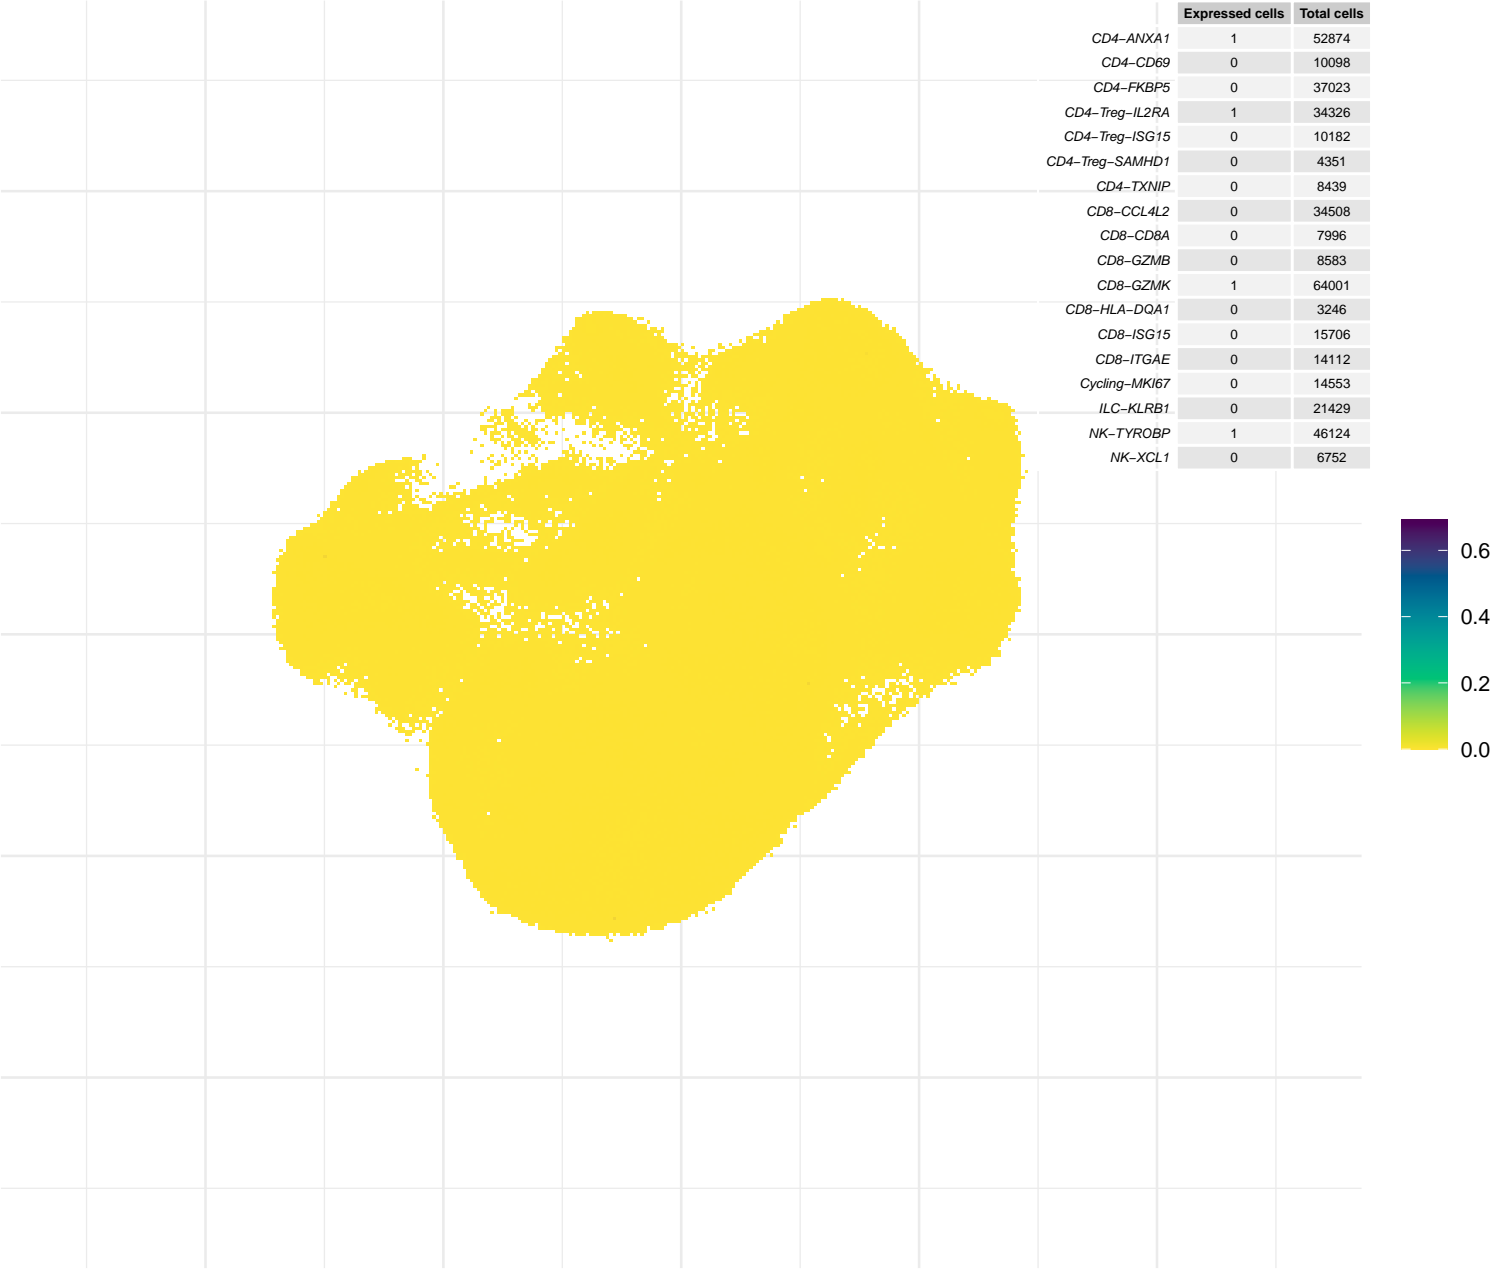 Expressed cells Total cells
CD4−ANXA1 1 52874
CD4−CD69 0 10098
CD4−FKBP5 0 37023
CD4−Treg−IL2RA 1 34326
CD4−Treg−ISG15 0 10182
CD4−Treg−SAMHD1 0 4351
CD4−TXNIP 0 8439
CD8−CCL4L2 0 34508
CD8−CD8A 0 7996
CD8−GZMB 0 8583
CD8−GZMK 1 64001
CD8−HLA−DQA1 0 3246
CD8−ISG15 0 15706
CD8−ITGAE 0 14112
Cycling−MKI67 0 14553
ILC−KLRB1 0 21429
NK−TYROBP 1 46124
NK−XCL1 0 6752
0.6
0.4
0.2
0.0